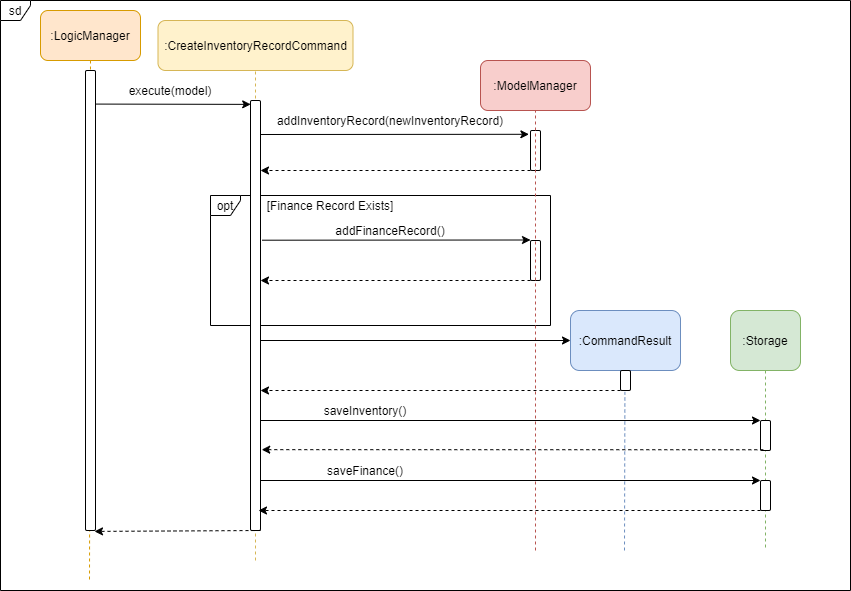 sd
:LogicManager
:CreateInventoryRecordCommand
:ModelManager
execute(model)
addInventoryRecord(newInventoryRecord)
opt
[Finance Record Exists]
addFinanceRecord()
:CommandResult
:Storage
saveInventory()
saveFinance()